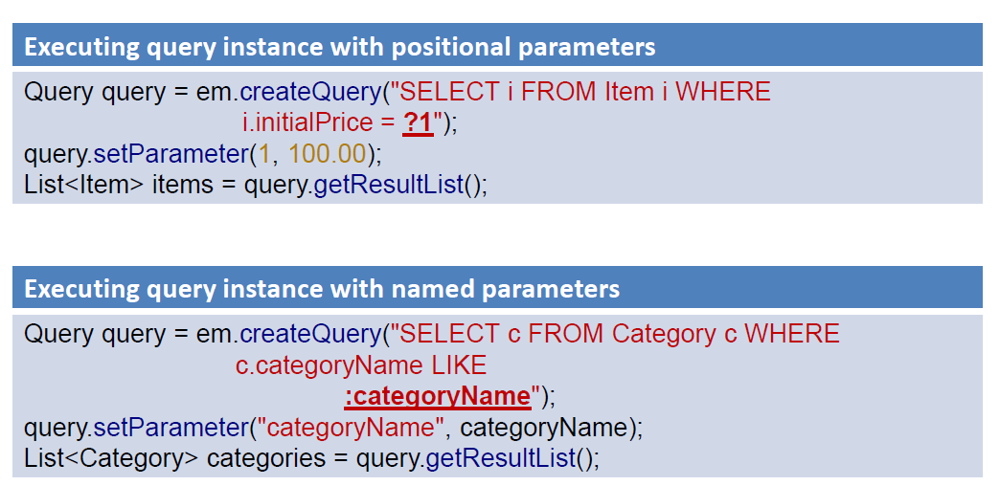 Executing query instance with positional parameters
Query query = em.createQuery("SELECT i FROM Item i WHERE
i.initialPrice = ?1");
query.setParameter(1, 100.00);
List<Item> items = query.getResultList();
Executing query instance with named parameters
Query query = em.createQuery("SELECT c FROM Category c WHERE
c.categoryName LIKE
:categoryName");
query.setParameter("categoryName", categoryName);
List<Category> categories = query.getResultList();